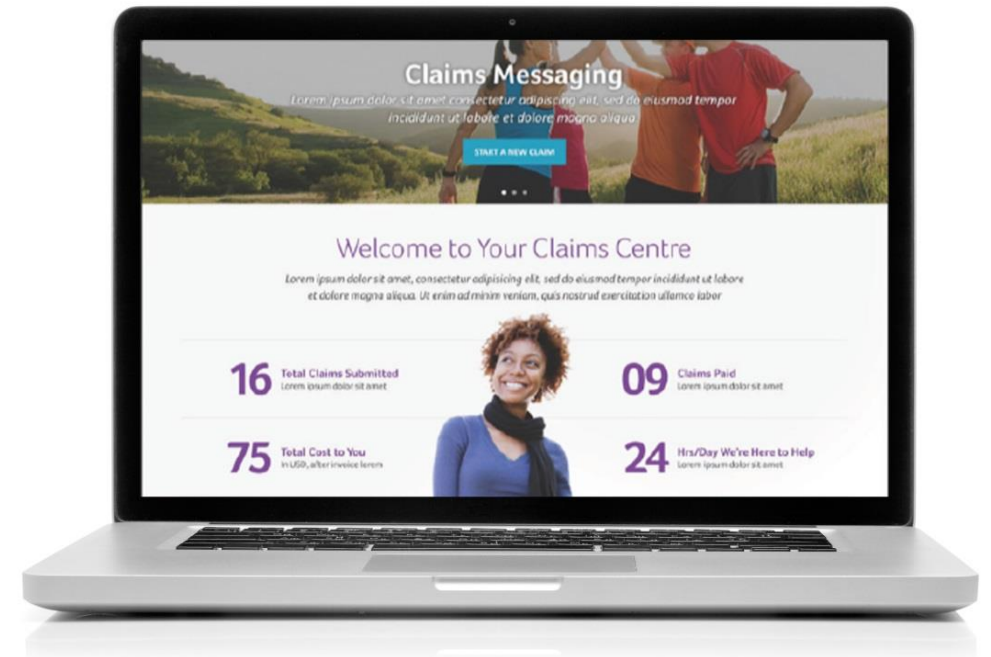 Claims Messaging
Lorem ipsum dolor sit amet consectetur adipiscing elit, sed do eiusmod tempor
incididunt ut labore et dolore magna aliqua
START A NEW CLAIM
Welcome to Your Claims Centre
Lorem ipsum dolor sit amet, consectetur adipisicing elit, sed do eiusmod tempor incididunt ut labore
et dolore magna aliqua. Ut enim ad minim veniam, quis nostrud exercitation ullamco labor
16 Total Claims Submitted
Lorem ipsum dolor sit amet
09 Claims Paid
Lorem ipsum dolor sit amet
75 Total Cost to You
In USD, after invoice lorem
24 Hrs/Day We're Here to Help
Lorem ipsum dolor sit amet